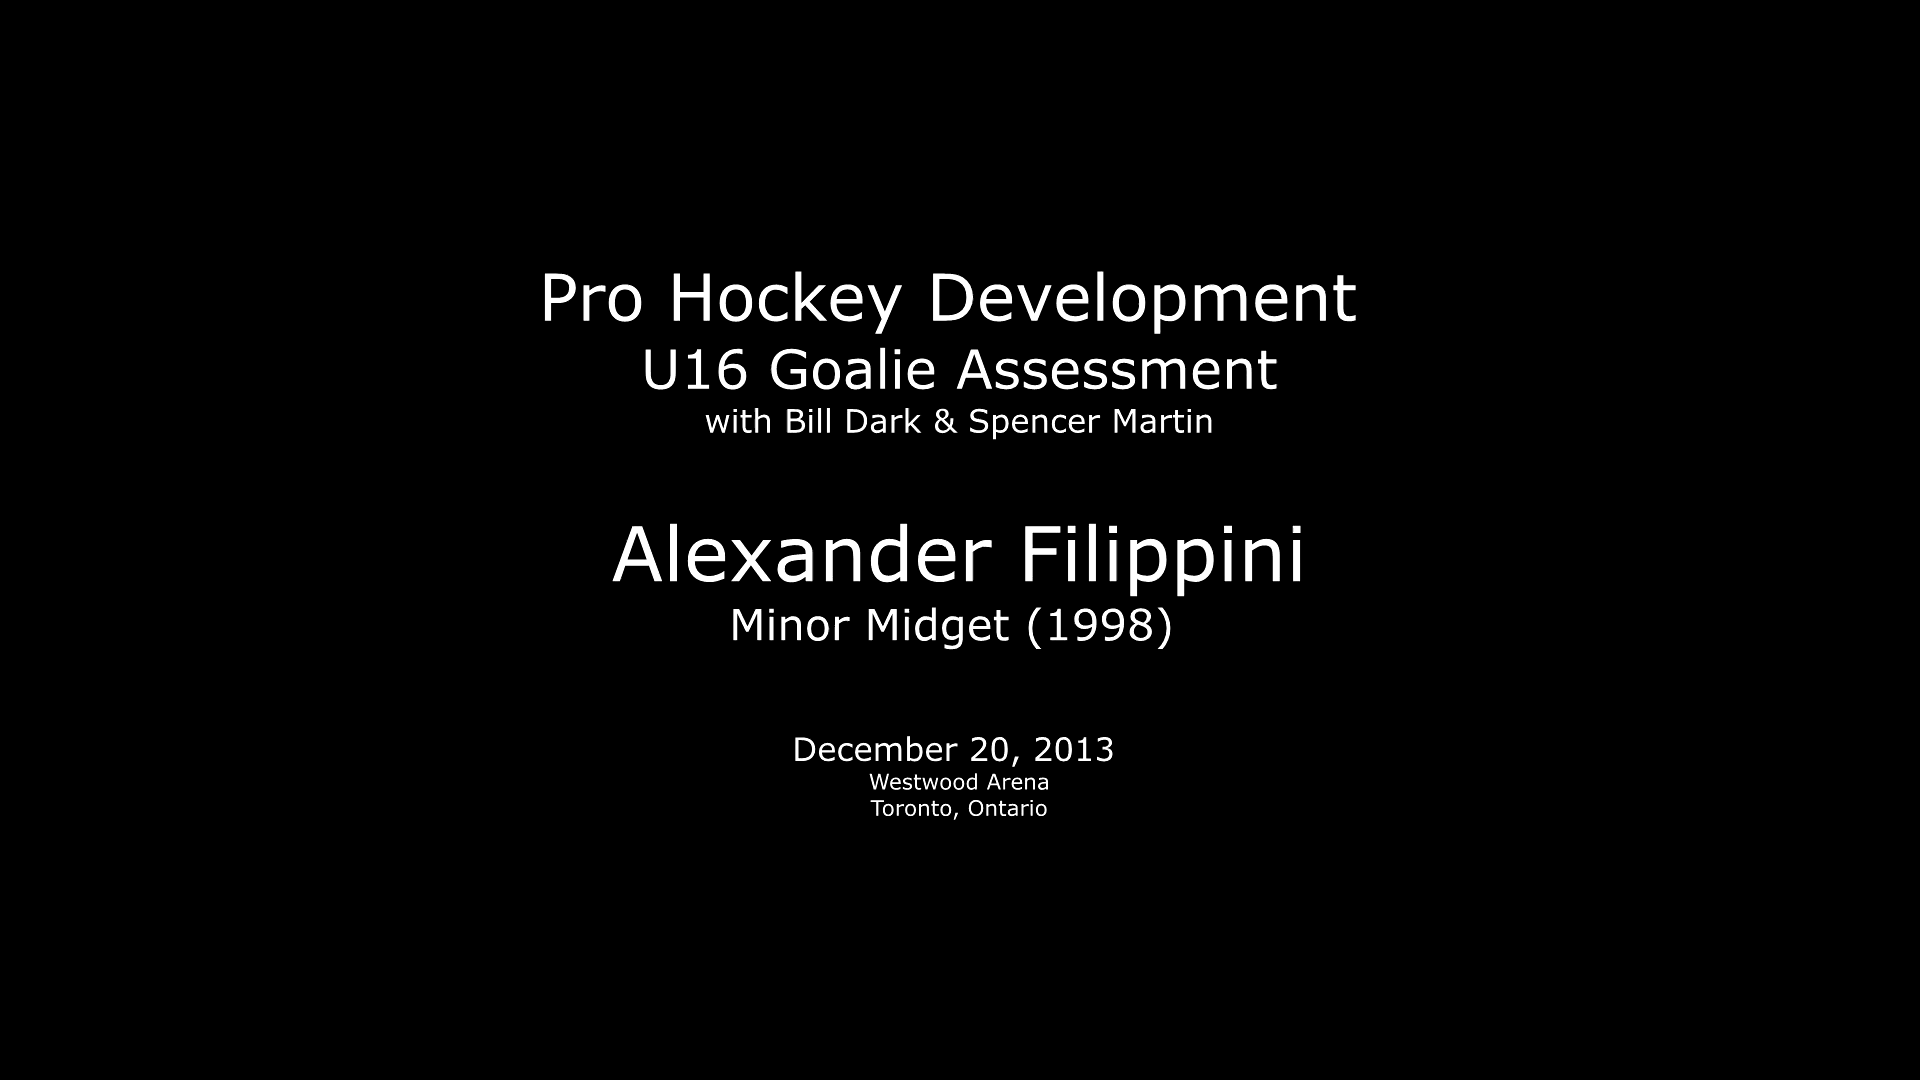 Pro Hockey Development
U16 Goalie Assessment
with Bill Dark & Spencer Martin
Alexander Filippini
Minor Midget (1998)
December 20, 2013
Westwood Arena
Toronto, Ontario